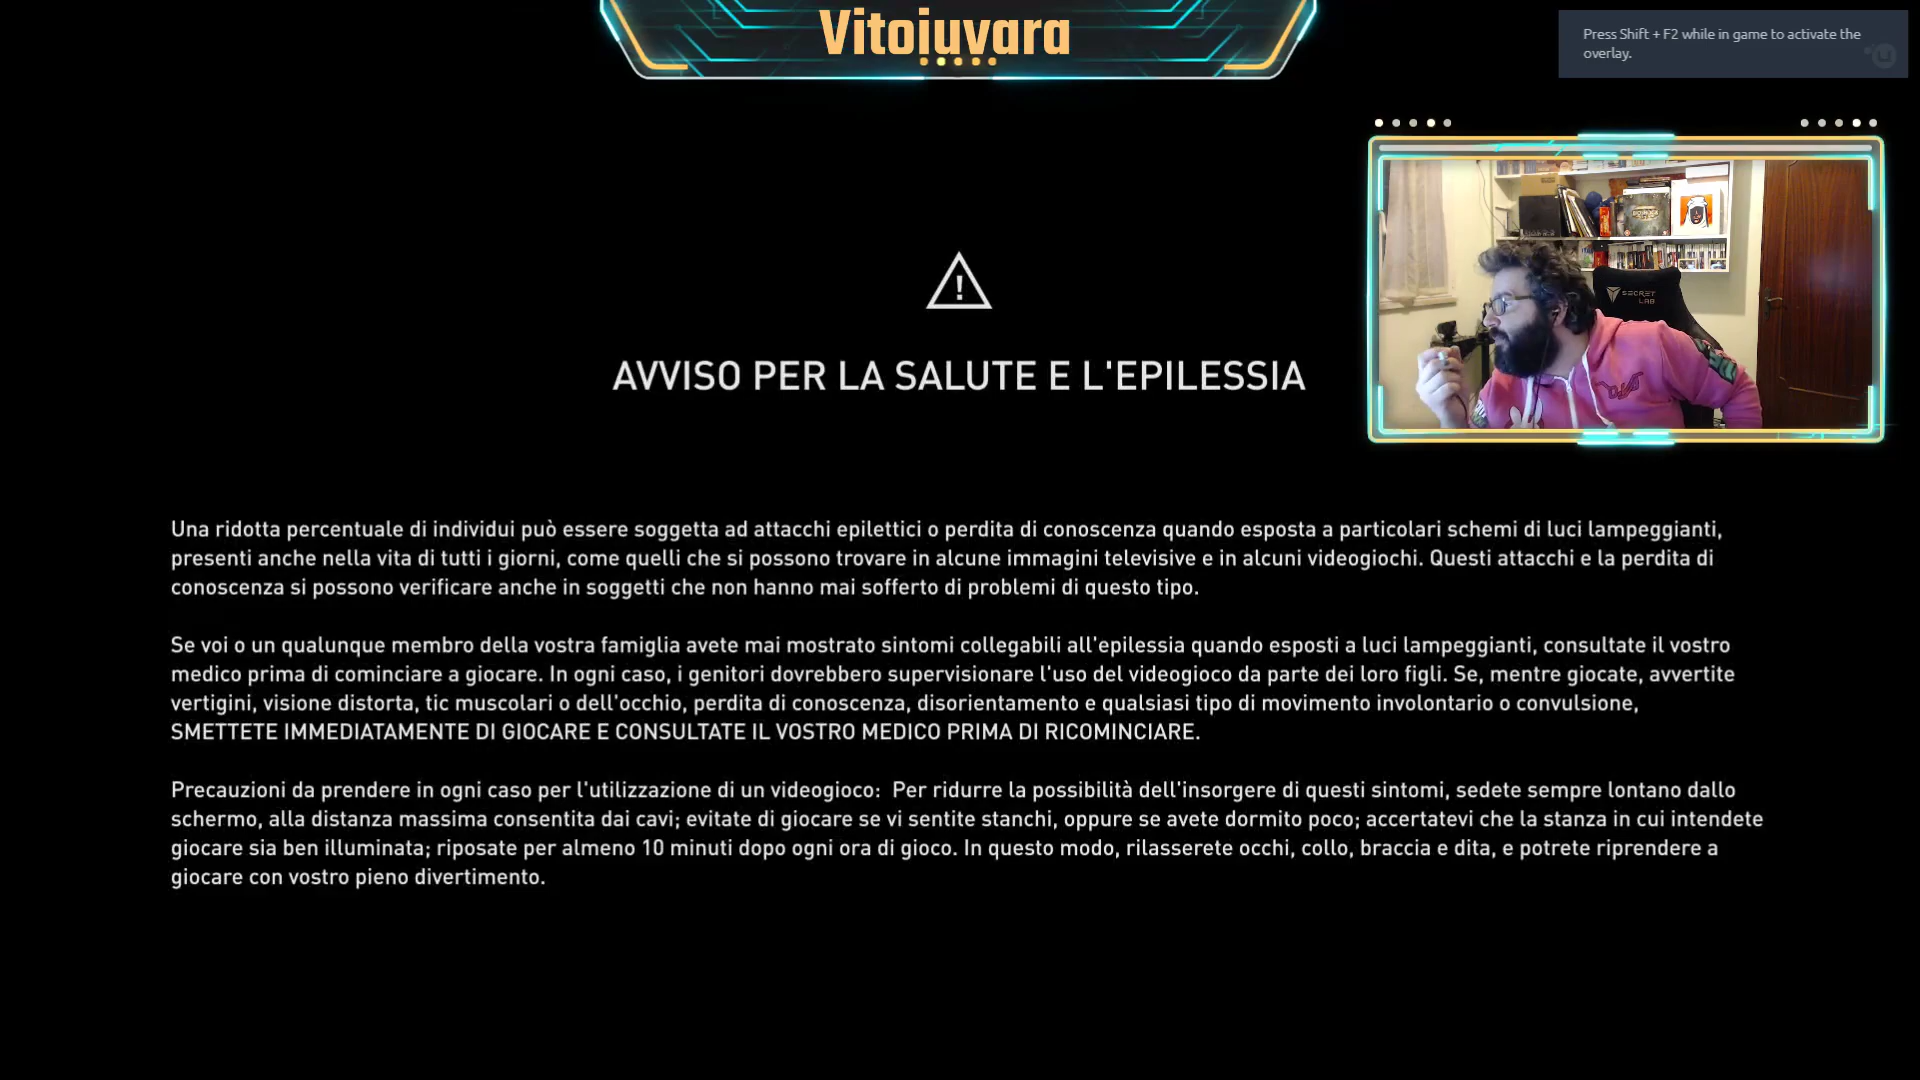 Vitoiuvara
Press Shift + F2 while in game to activate the
overlay.
SECRET
LAB
AVVISO PER LA SALUTE E L'EPILESSIA
Una ridotta percentuale di individui può essere soggetta ad attacchi epilettici o perdita di conoscenza quando esposta a particolari schemi di luci lampeggianti,
presenti anche nella vita di tutti i giorni, come quelli che si possono trovare in alcune immagini televisive e in alcuni videogiochi. Questi attacchi e la perdita di
conoscenza si possono verificare anche in soggetti che non hanno mai sofferto di problemi di questo tipo.
Se voi o un qualunque membro della vostra famiglia avete mai mostrato sintomi collegabili all'epilessia quando esposti a luci lampeggianti, consultate il vostro
medico prima di cominciare a giocare. In ogni caso, i genitori dovrebbero supervisionare l'uso del videogioco da parte dei loro figli. Se, mentre giocate, avvertite
vertigini, visione distorta, tic muscolari o dell'occhio, perdita di conoscenza, disorientamento e qualsiasi tipo di movimento involontario o convulsione,
SMETTETE IMMEDIATAMENTE DI GIOCARE E CONSULTATE IL VOSTRO MEDICO PRIMA DI RICOMINCIARE.
Precauzioni da prendere in ogni caso per l'utilizzazione di un videogioco:  Per ridurre la possibilità dell'insorgere di questi sintomi, sedete sempre lontano dallo
schermo, alla distanza massima consentita dai cavi; evitate di giocare se vi sentite stanchi, oppure se avete dormito poco; accertatevi che la stanza in cui intendete
giocare sia ben illuminata; riposate per almeno 10 minuti dopo ogni ora di gioco. In questo modo, rilasserete occhi, collo, braccia e dita, e potrete riprendere a
giocare con vostro pieno divertimento.